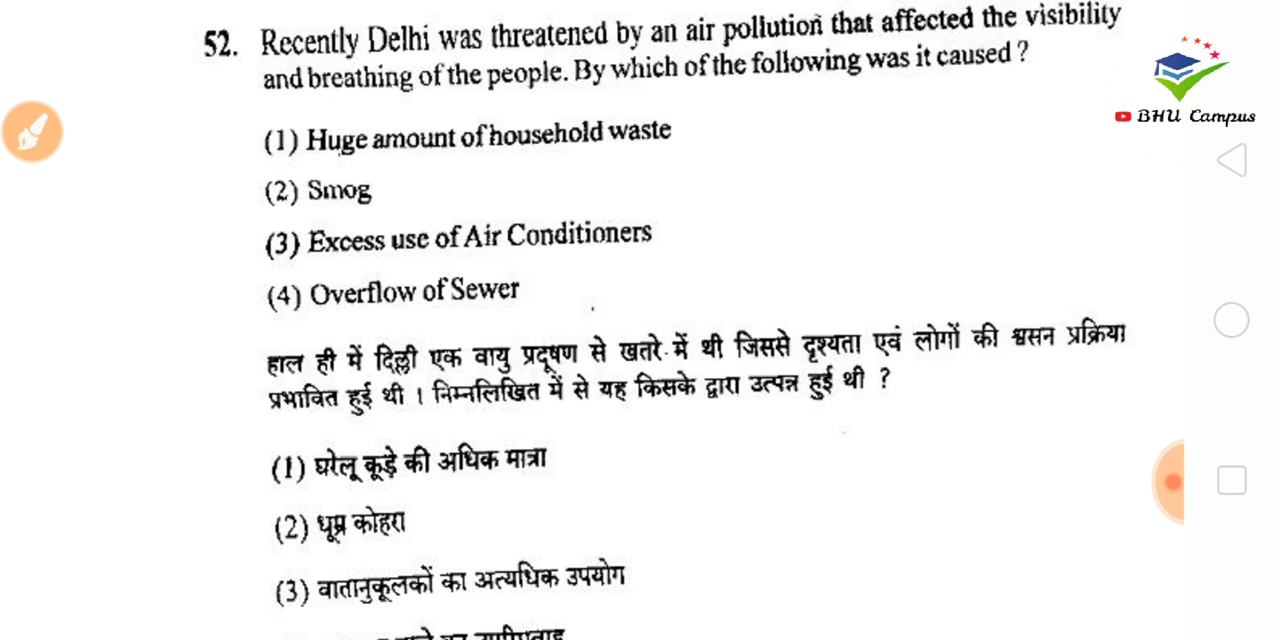 52. Recently Delhi was threatened by an air pollution that affected the visibility
and breathing of the people. By which of the following was it caused ?
BHU Campus
(1) Huge amount of household waste
(2) Smog
(3) Excess use of Air Conditioners
(4) Overflow of Sewer
हाल ही में दिल्ली एक वायु प्रदूषण से खतरे में थी जिससे दृश्यता एवं लोगों की श्वसन प्रक्रिया
प्रभावित हुई थी । निम्नलिखित में से यह किसके द्वारा उत्पन्न हुई थी ?
(1) घरेलू कूड़े की अधिक मात्रा
(2) धूम्र कोहरा
(3) वातानुकूलकों का अत्यधिक उपयोग